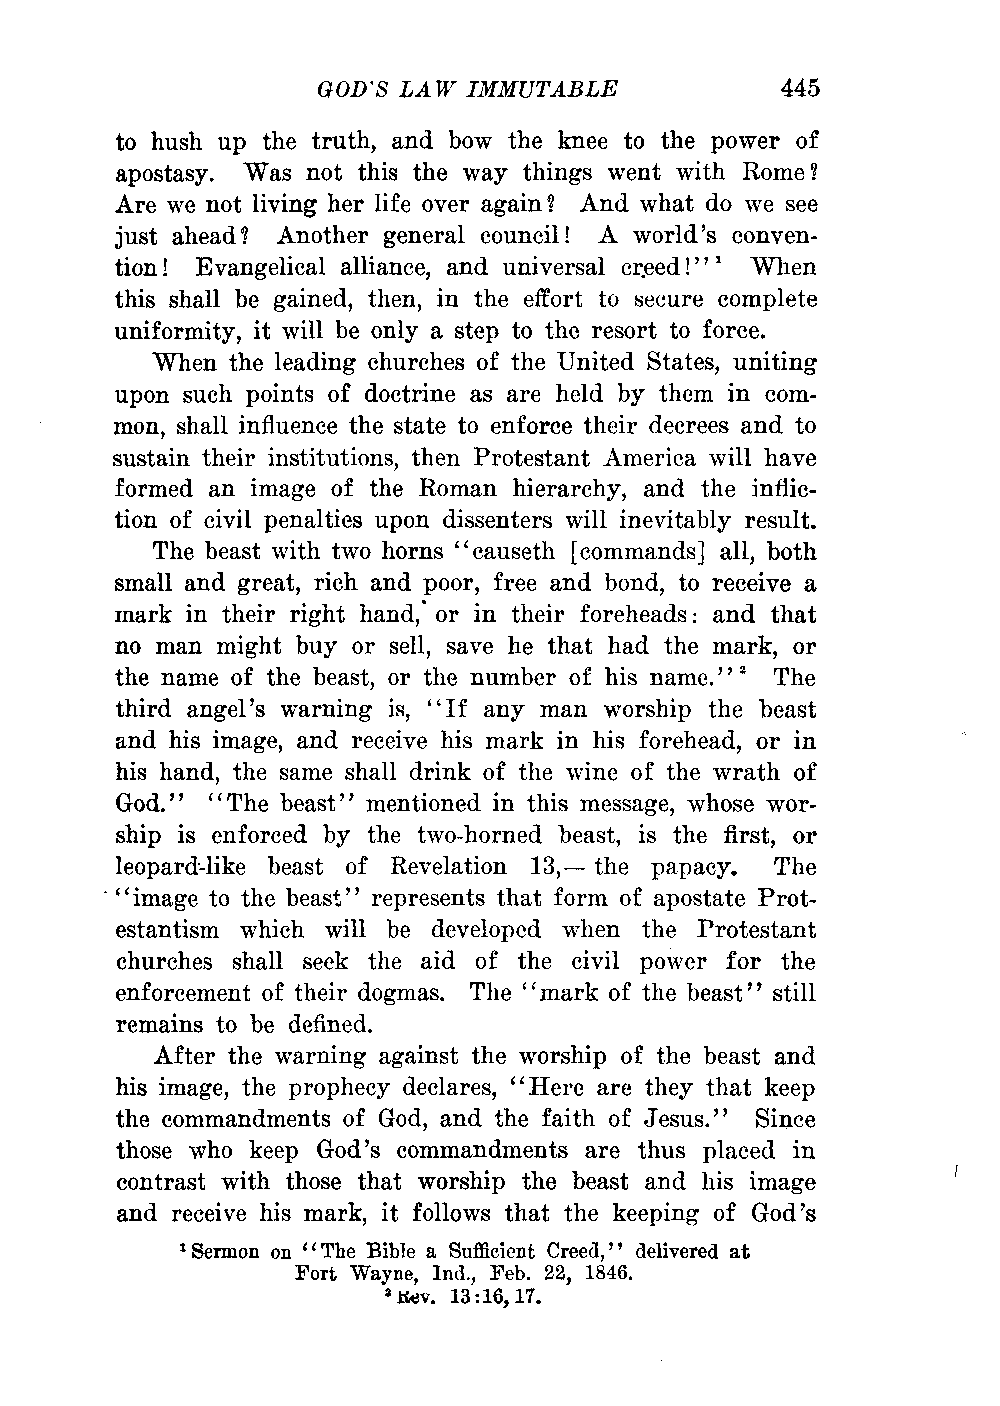 GOD'S LAW IMMUTABLE 445
to hush up the truth, and bow the knee to the power of
apostasy. Was not this the way things went with Rome?
Are we not living her life over again? And what do we see
just ahead? Another general council! A world's conven-
tion! Evangelical alliance, and universal creed!''¹ When
this shall be gained, then, in the effort to secure complete
uniformity, it will be only a step to the resort to force.
When the leading churches of the United States, uniting
upon such points of doctrine as are held by them in com-
mon, shall influence the state to enforce their decrees and to
sustain their institutions, then Protestant America will have
formed an image of the Roman hierarchy, and the inflic-
tion of civil penalties upon dissenters will inevitably result.
The beast with two horns ''causeth [commands] all, both
small and great, rich and poor, free and bond, to receive a
mark in their right hand, or in their foreheads: and that
no man might buy or sell, save he that had the mark, or
the name of the beast, or the number of his name.''² The
third angel's warning is, ''If any man worship the beast
and his image, and receive his mark in his forehead, or in
his hand, the same shall drink of the wine of the wrath of
God.'' ''The beast'' mentioned in this message, whose wor-
ship is enforced by the two-horned beast, is the first, or
leopard-like beast of Revelation 13,— the papacy. The
''image to the beast'' represents that form of apostate Prot-
estantism which will be developed when the Protestant
churches shall seek the aid of the civil power for the
enforcement of their dogmas. The ''mark of the beast'' still
remains to be defined.
After the warning against the worship of the beast and
his image, the prophecy declares, ''Here are they that keep
the commandments of God, and the faith of Jesus.'' Since
those who keep God's commandments are thus placed in
contrast with those that worship the beast and his image
and receive his mark, it follows that the keeping of God's
¹ Sermon on ''The Bible a Sufficient Creed,'' delivered at
Fort Wayne, Ind., Feb. 22, 1846.
² Rev. 13:16, 17.